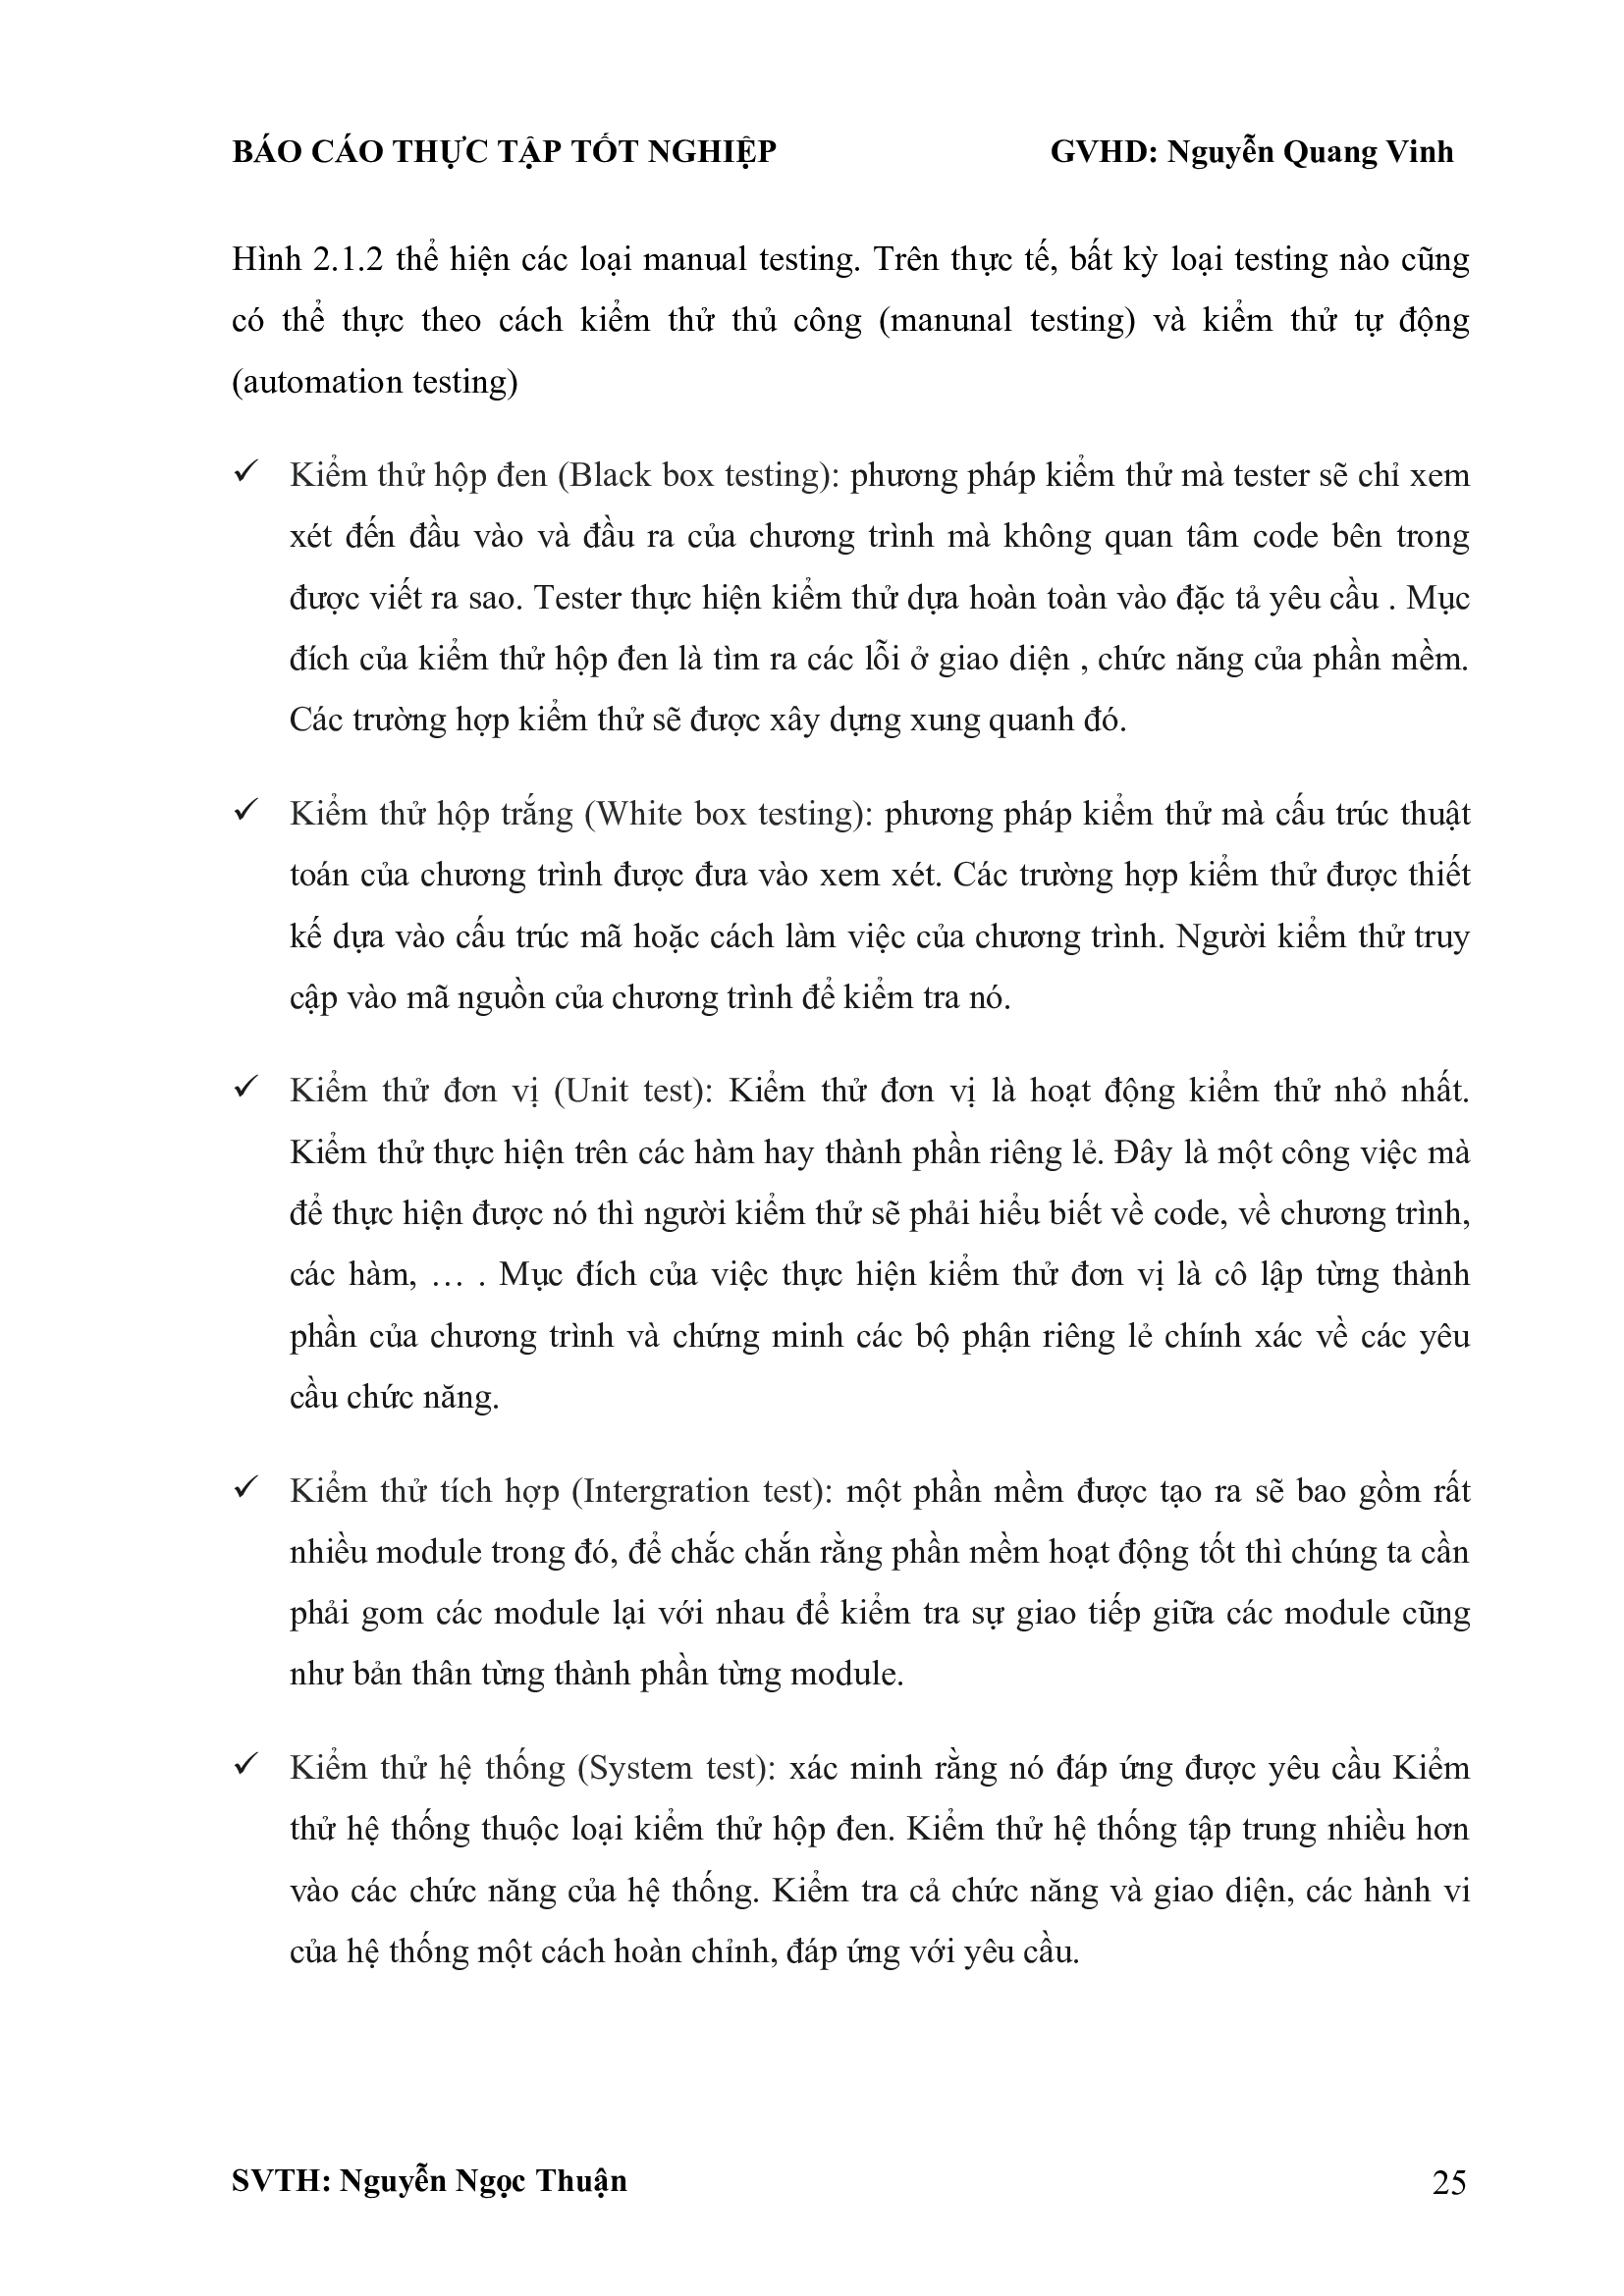 BÁO CÁO THỰC TẬP TỐT NGHIỆP GVHD: Nguyễn Quang Vinh
Hình 2.1.2 thể hiện các loại manual testing. Trên thực tế, bất kỳ loại testing nào cũng
có thể thực theo cách kiểm thử thủ công (manunal testing) và kiểm thử tự động
(automation testing)
✓ Kiểm thử hộp đen (Black box testing): phương pháp kiểm thử mà tester sẽ chỉ xem
xét đến đầu vào và đầu ra của chương trình mà không quan tâm code bên trong
được viết ra sao. Tester thực hiện kiểm thử dựa hoàn toàn vào đặc tả yêu cầu . Mục
đích của kiểm thử hộp đen là tìm ra các lỗi ở giao diện , chức năng của phần mềm.
Các trường hợp kiểm thử sẽ được xây dựng xung quanh đó.
✓ Kiểm thử hộp trắng (White box testing): phương pháp kiểm thử mà cấu trúc thuật
toán của chương trình được đưa vào xem xét. Các trường hợp kiểm thử được thiết
kế dựa vào cấu trúc mã hoặc cách làm việc của chương trình. Người kiểm thử truy
cập vào mã nguồn của chương trình để kiểm tra nó.
✓ Kiểm thử đơn vị (Unit test): Kiểm thử đơn vị là hoạt động kiểm thử nhỏ nhất.
Kiểm thử thực hiện trên các hàm hay thành phần riêng lẻ. Đây là một công việc mà
để thực hiện được nó thì người kiểm thử sẽ phải hiểu biết về code, về chương trình,
các hàm, … . Mục đích của việc thực hiện kiểm thử đơn vị là cô lập từng thành
phần của chương trình và chứng minh các bộ phận riêng lẻ chính xác về các yêu
cầu chức năng.
✓ Kiểm thử tích hợp (Intergration test): một phần mềm được tạo ra sẽ bao gồm rất
nhiều module trong đó, để chắc chắn rằng phần mềm hoạt động tốt thì chúng ta cần
phải gom các module lại với nhau để kiểm tra sự giao tiếp giữa các module cũng
như bản thân từng thành phần từng module.
✓ Kiểm thử hệ thống (System test): xác minh rằng nó đáp ứng được yêu cầu Kiểm
thử hệ thống thuộc loại kiểm thử hộp đen. Kiểm thử hệ thống tập trung nhiều hơn
vào các chức năng của hệ thống. Kiểm tra cả chức năng và giao diện, các hành vi
của hệ thống một cách hoàn chỉnh, đáp ứng với yêu cầu.
SVTH: Nguyễn Ngọc Thuận 25